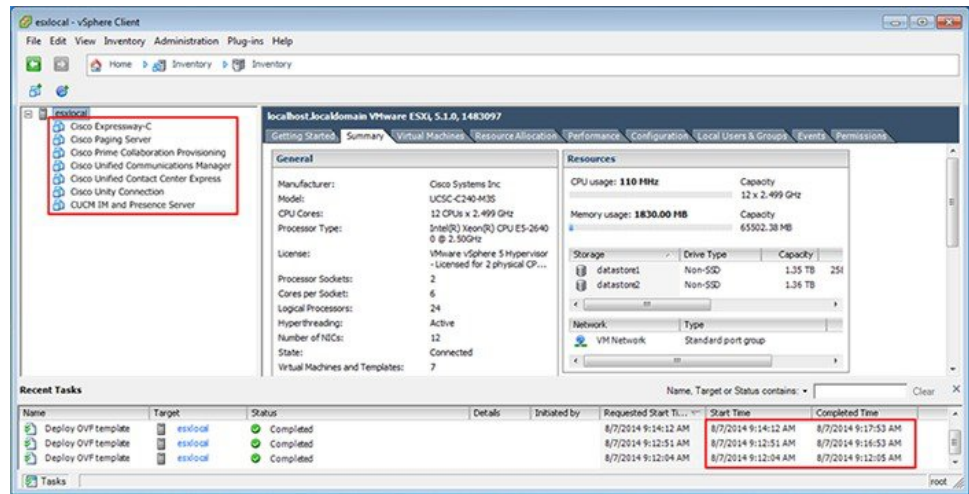 esxlocal - vSphere Client
File Edit View Inventory Administration Plug-ins Help
Home Inventory Inventory
esxlocal
Cisco Expressway-C
Cisco Paging Server
Cisco Prime Collaboration Provisioning
Cisco Unified Communications Manager
Cisco Unified Contact Center Express
Cisco Unity Connection
CUCM IM and Presence Server
localhost.localdomain VMware ESXi, 5.1.0, 1483097
Getting Started Summary Virtual Machines Resource Allocation Performance Configuration Local Users & Groups Events Permissions
General
Manufacturer: Cisco Systems Inc
Model: UCSC-C240-M3S
CPU Cores: 12 CPUs x 2.499 GHz
Processor Type: Intel(R) Xeon(R) CPU E5-2640
0 @ 2.50GHz
License: VMware vSphere 5 Hypervisor
- Licensed for 2 physical CP...
Processor Sockets: 2
Cores per Socket: 6
Logical Processors: 24
Hyperthreading: Active
Number of NICs: 12
State: Connected
Virtual Machines and Templates: 7
Resources
CPU usage: 110 MHz Capacity
12 x 2.499 GHz
Memory usage: 1830.00 MB Capacity
65502.38 MB
Storage Drive Type Capacity
datastore1 Non-SSD 1.35 TB 258
datastore2 Non-SSD 1.36 TB
Network Type
VM Network Standard port group
Recent Tasks
Name, Target or Status contains: Clear
Name Target Status Details Initiated by Requested Start Ti... Start Time Completed Time
Deploy OVF template esxlocal Completed 8/7/2014 9:14:12 AM 8/7/2014 9:14:12 AM 8/7/2014 9:17:53 AM
Deploy OVF template esxlocal Completed 8/7/2014 9:12:51 AM 8/7/2014 9:12:51 AM 8/7/2014 9:16:53 AM
Deploy OVF template esxlocal Completed 8/7/2014 9:12:04 AM 8/7/2014 9:12:04 AM 8/7/2014 9:12:05 AM
Tasks root